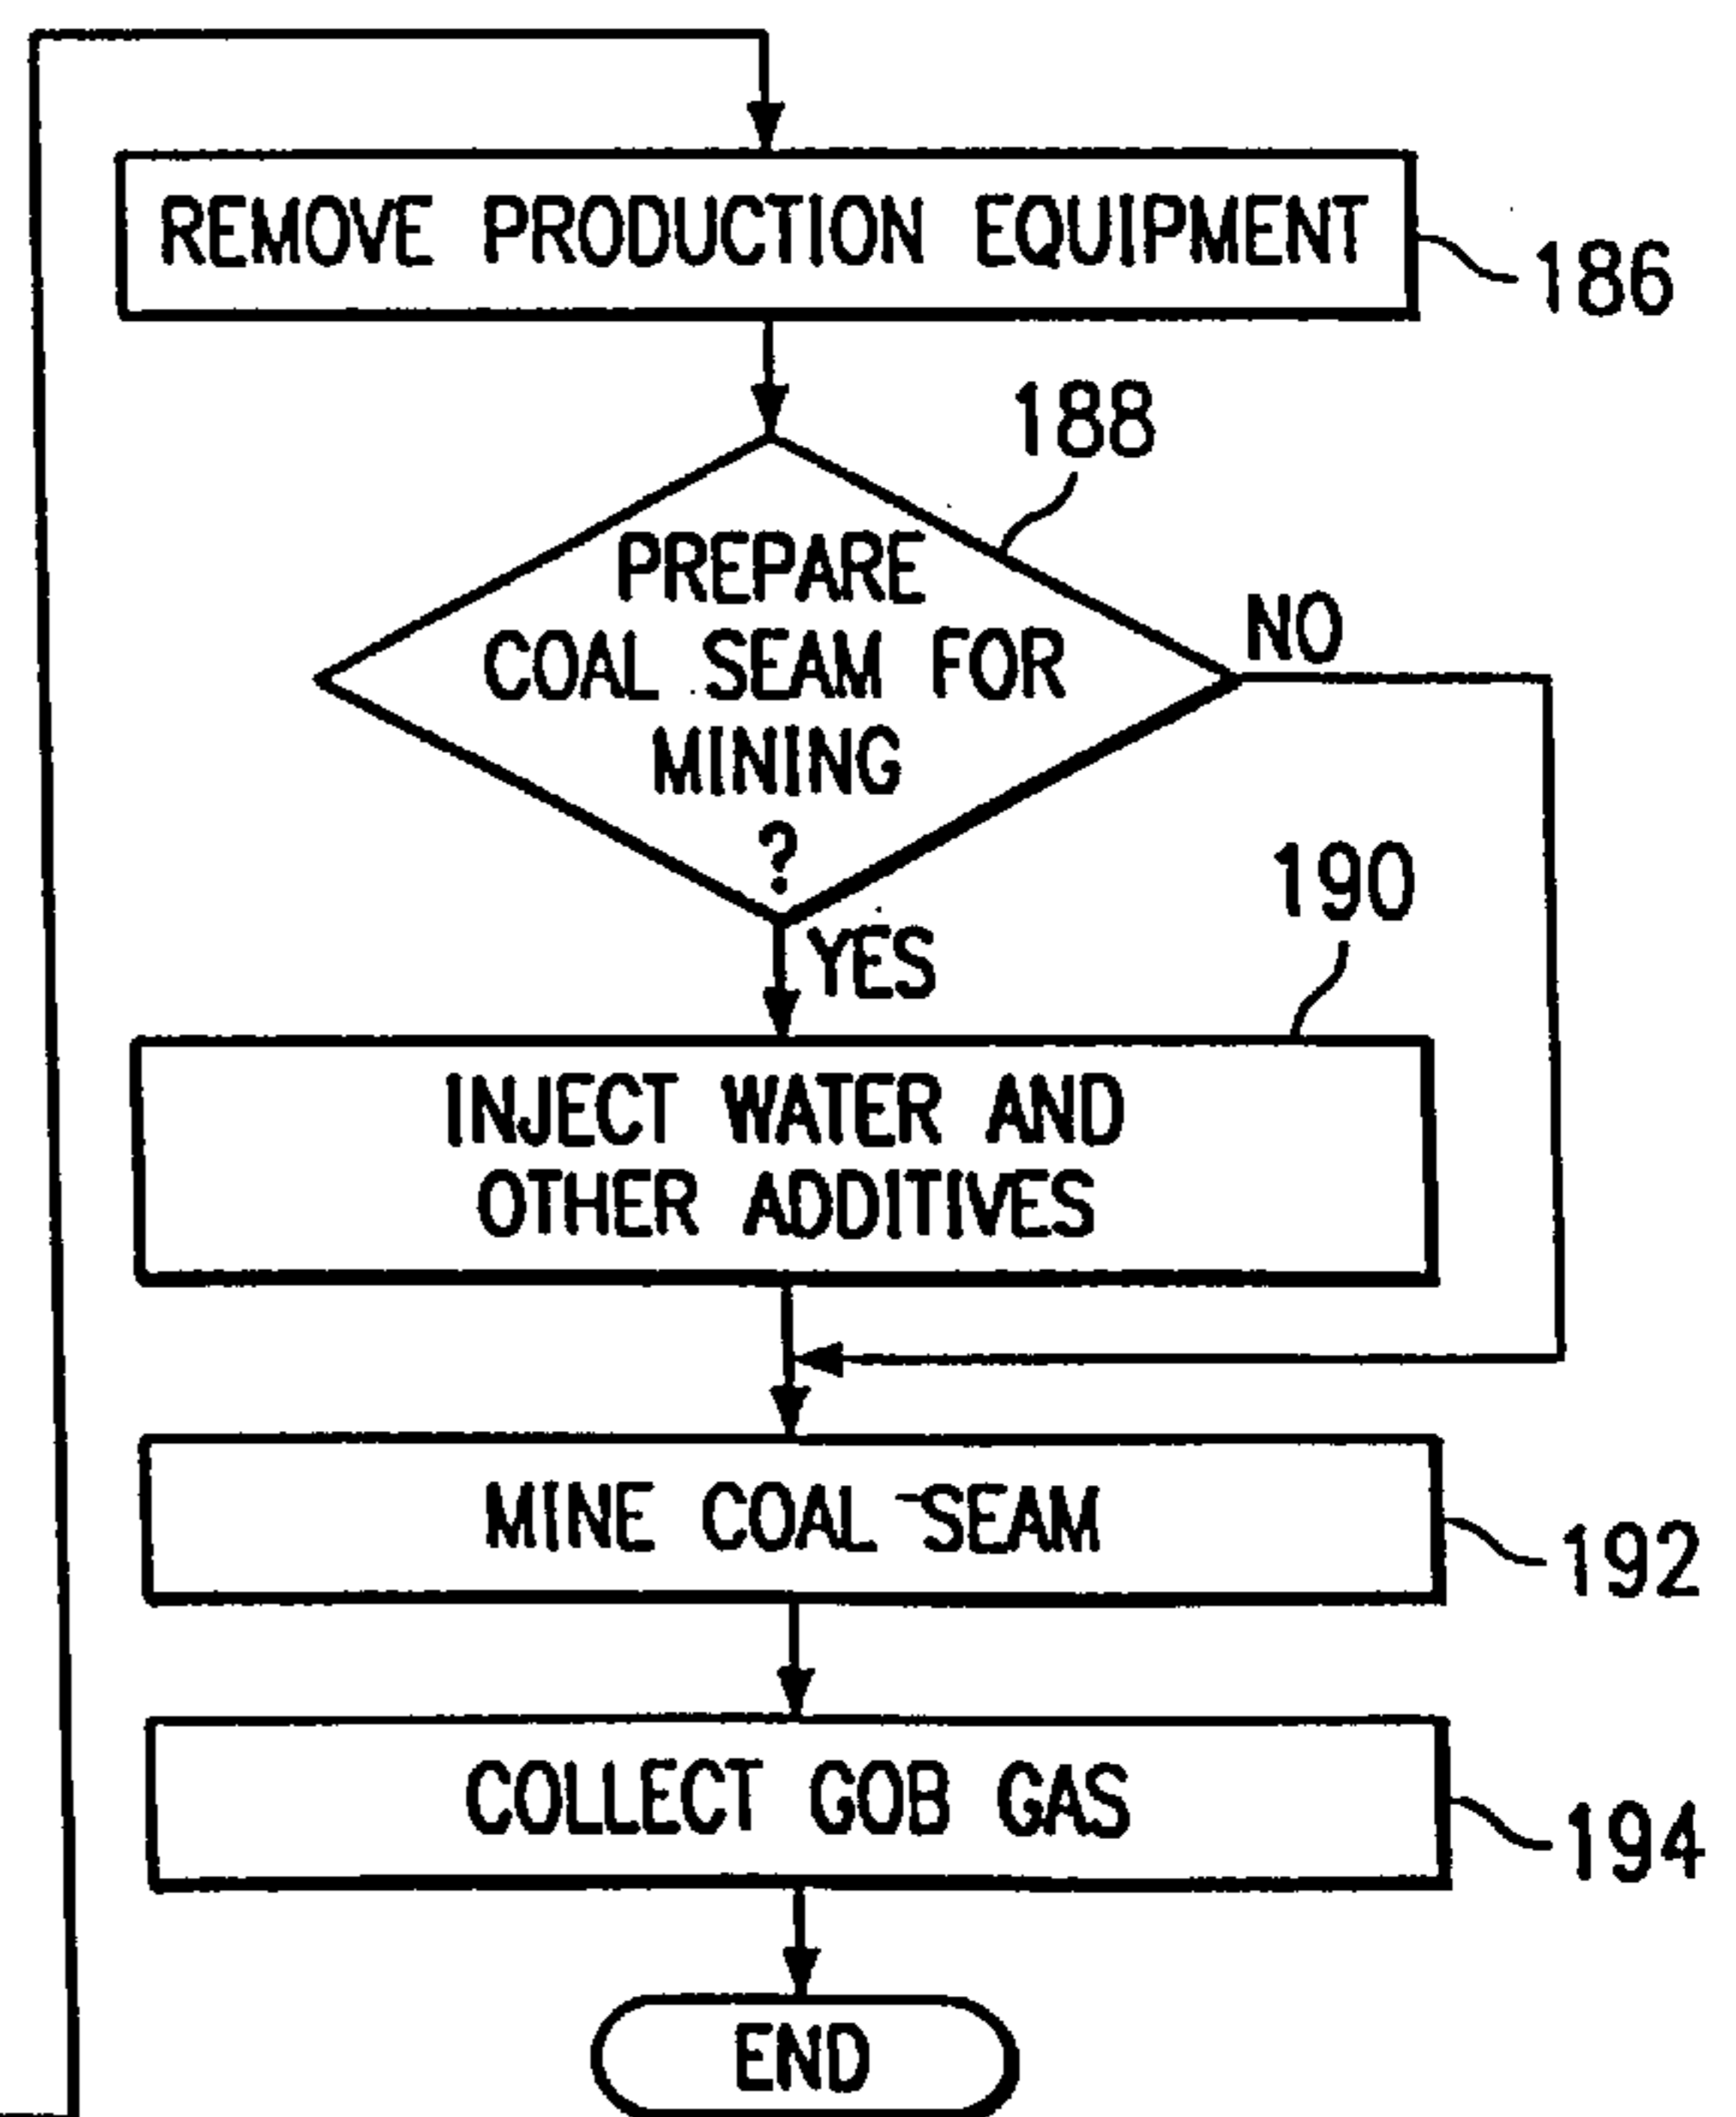 REMOVE PRODUCTION EQUIPMENT
186
188
PREPARE
COAL SEAM FOR
MINING
?
NO
YES
190
INJECT WATER AND
OTHER ADDITIVES
MINE COAL SEAM
192
COLLECT GOB GAS
194
END